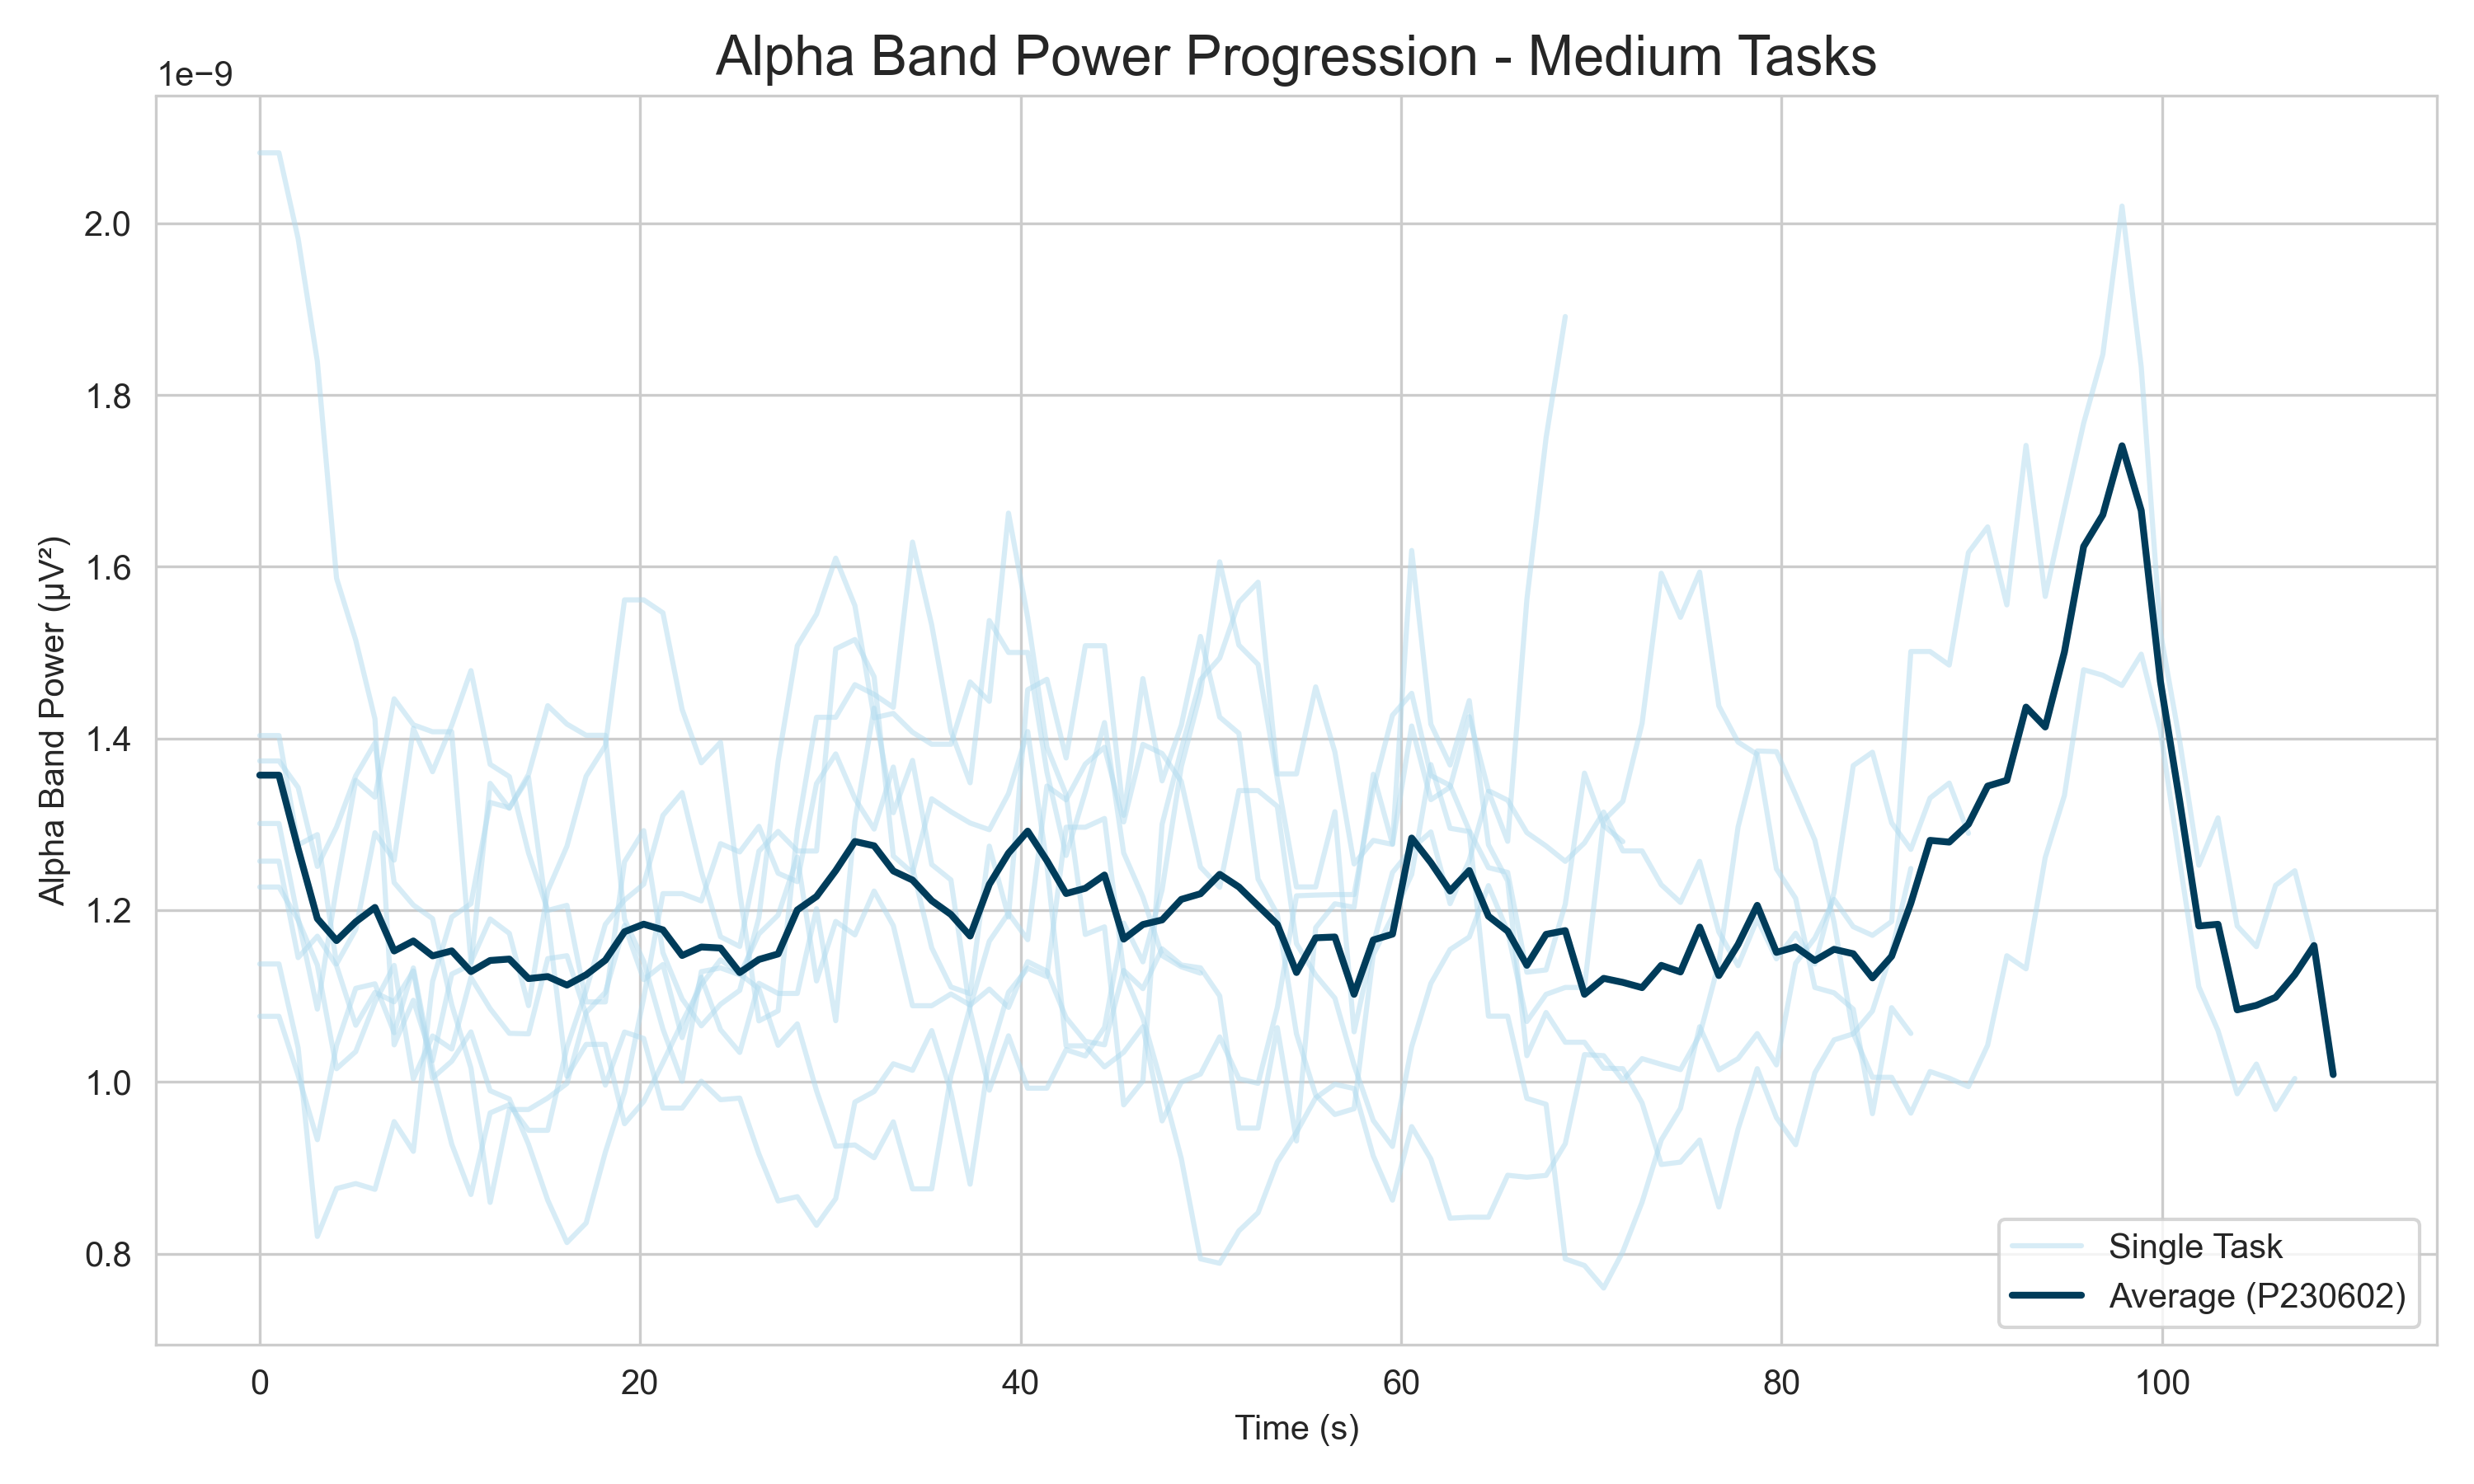 Alpha Band Power Progression - Medium Tasks
1e−9
2.0
1.8
1.6
1.4
1.2
1.0
0.8
Alpha Band Power (µV²)
0 20 40 60 80 100
Time (s)
Single Task
Average (P230602)